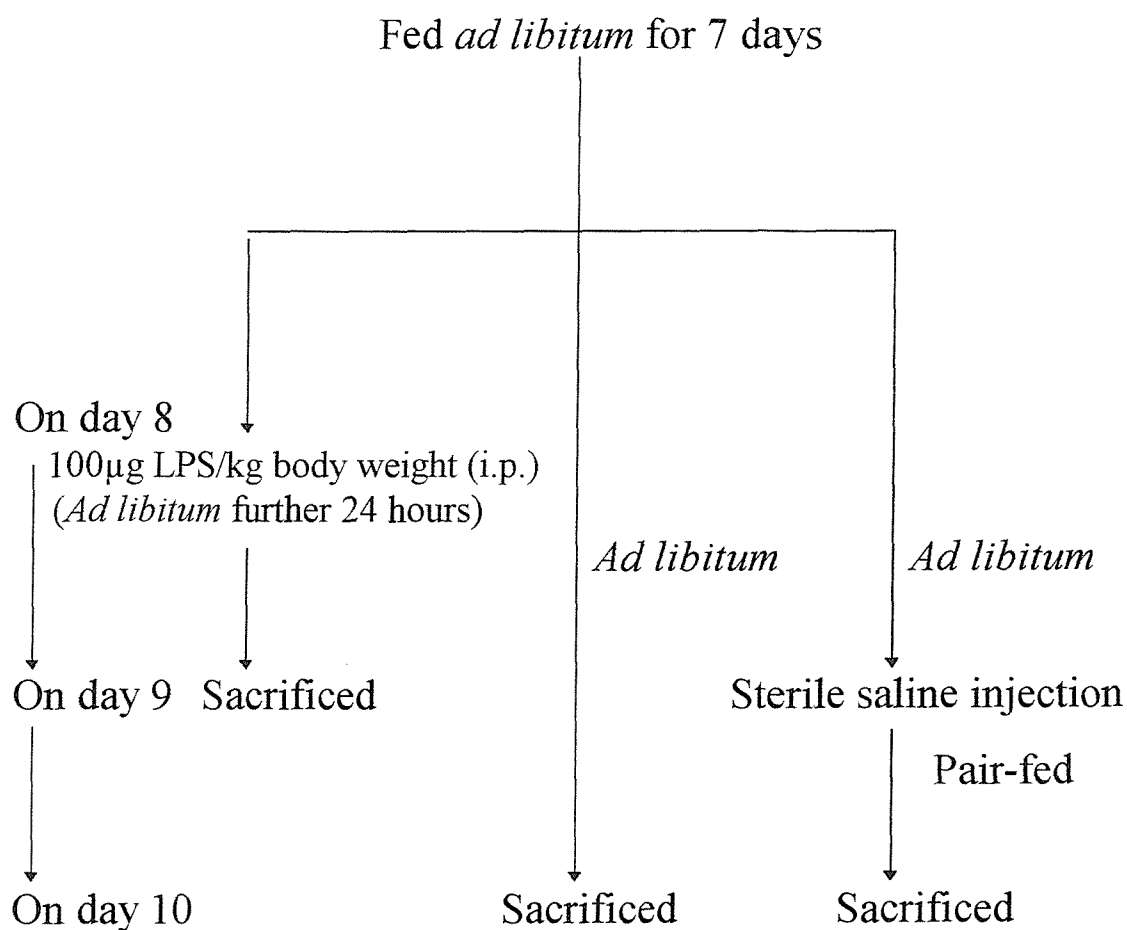 Fed ad libitum for 7 days
On day 8
100µg LPS/kg body weight (i.p.)
(Ad libitum further 24 hours)
Ad libitum
Ad libitum
On day 9
Sacrificed
Sterile saline injection
Pair-fed
On day 10
Sacrificed
Sacrificed